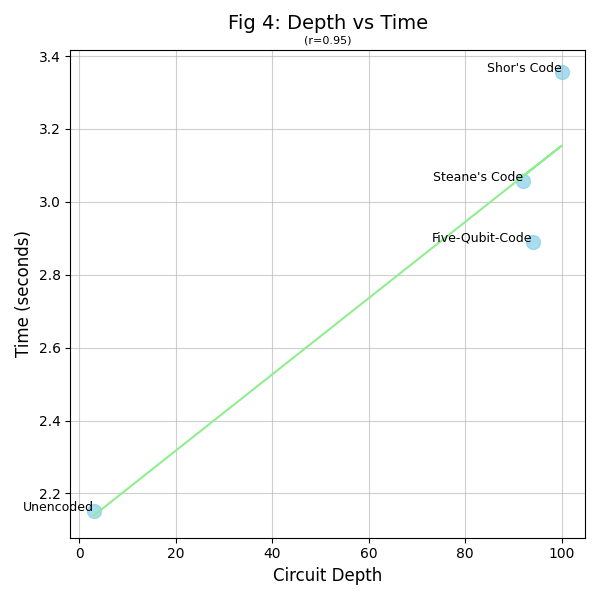 Fig 4: Depth vs Time
(r=0.95)
3.4
Shor's Code
3.2
Steane's Code
3.0
Five-Qubit-Code
2.8
2.6
2.4
2.2
Unencoded
Time (seconds)
0 20 40 60 80 100
Circuit Depth